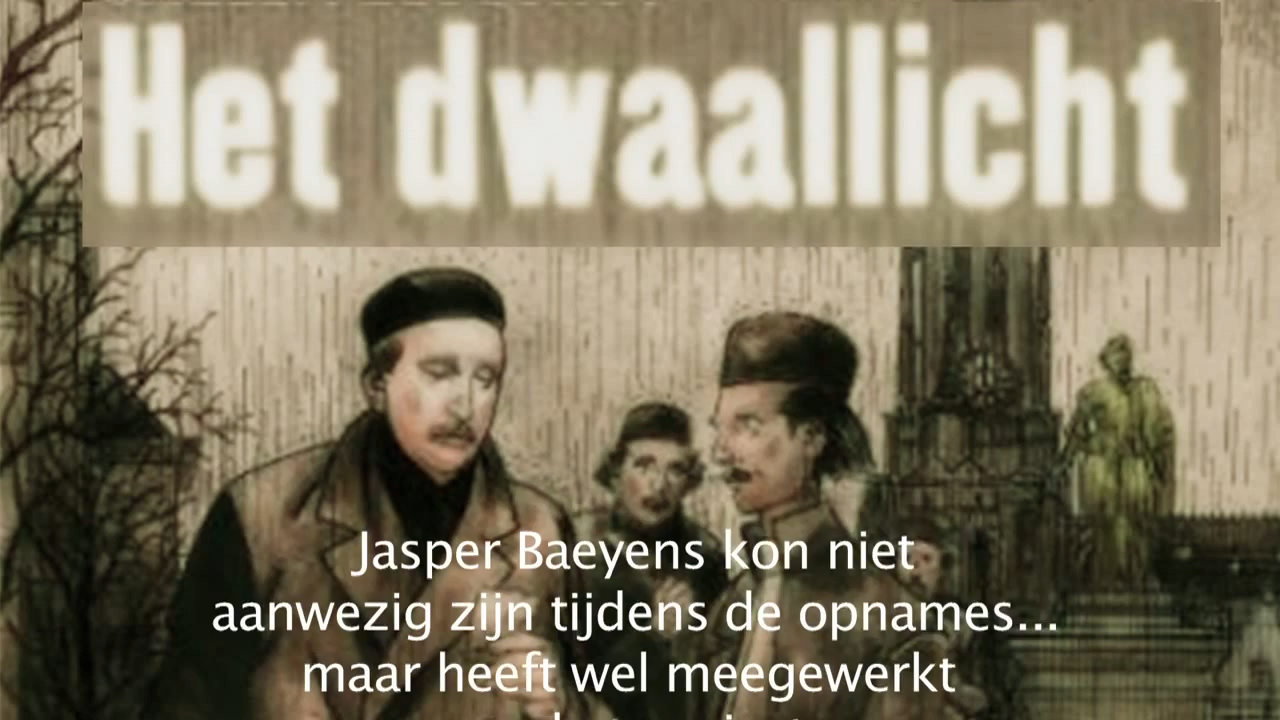 Het dwaallicht
Jasper Baeyens kon niet
aanwezig zijn tijdens de opnames...
maar heeft wel meegewerkt